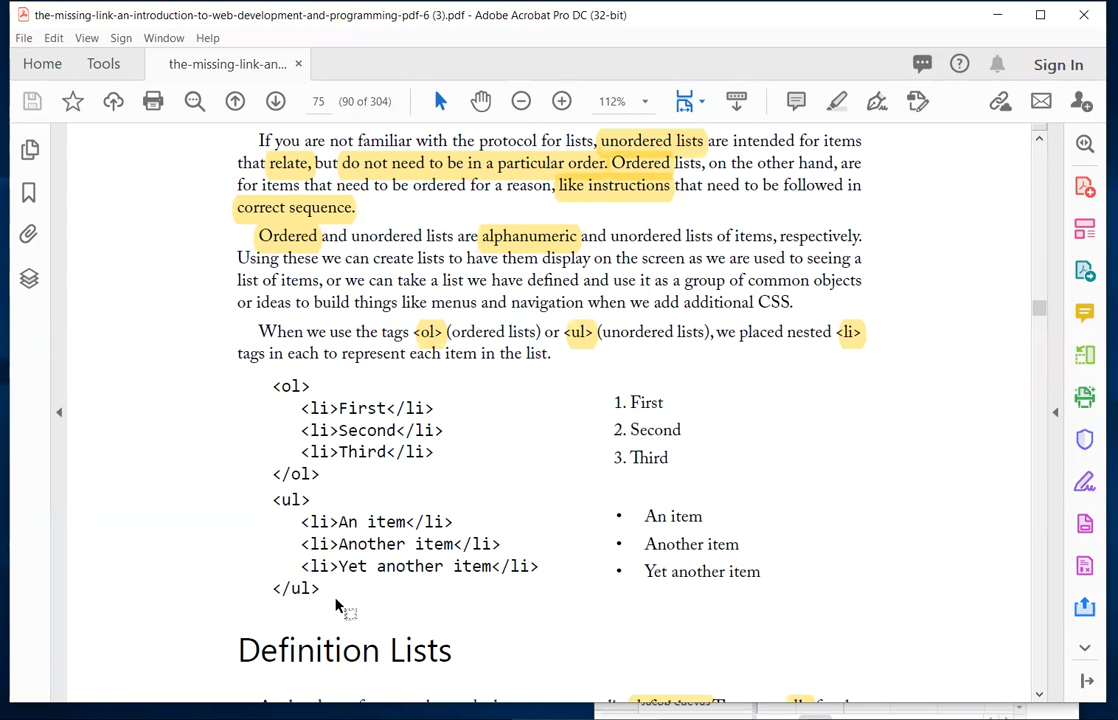 the-missing-link-an-introduction-to-web-development-and-programming-pdf-6 (3).pdf - Adobe Acrobat Pro DC (32-bit)
File Edit View Sign Window Help
Home Tools the-missing-link-an... × Sign In
75 (90 of 304) 112%
If you are not familiar with the protocol for lists, unordered lists are intended for items
that relate, but do not need to be in a particular order. Ordered lists, on the other hand, are
for items that need to be ordered for a reason, like instructions that need to be followed in
correct sequence.
Ordered and unordered lists are alphanumeric and unordered lists of items, respectively.
Using these we can create lists to have them display on the screen as we are used to seeing a
list of items, or we can take a list we have defined and use it as a group of common objects
or ideas to build things like menus and navigation when we add additional CSS.
When we use the tags <ol> (ordered lists) or <ul> (unordered lists), we placed nested <li>
tags in each to represent each item in the list.
<ol>
<li>First</li>
<li>Second</li>
<li>Third</li>
</ol>
1. First
2. Second
3. Third
<ul>
<li>An item</li>
<li>Another item</li>
<li>Yet another item</li>
</ul>
• An item
• Another item
• Yet another item
Definition Lists